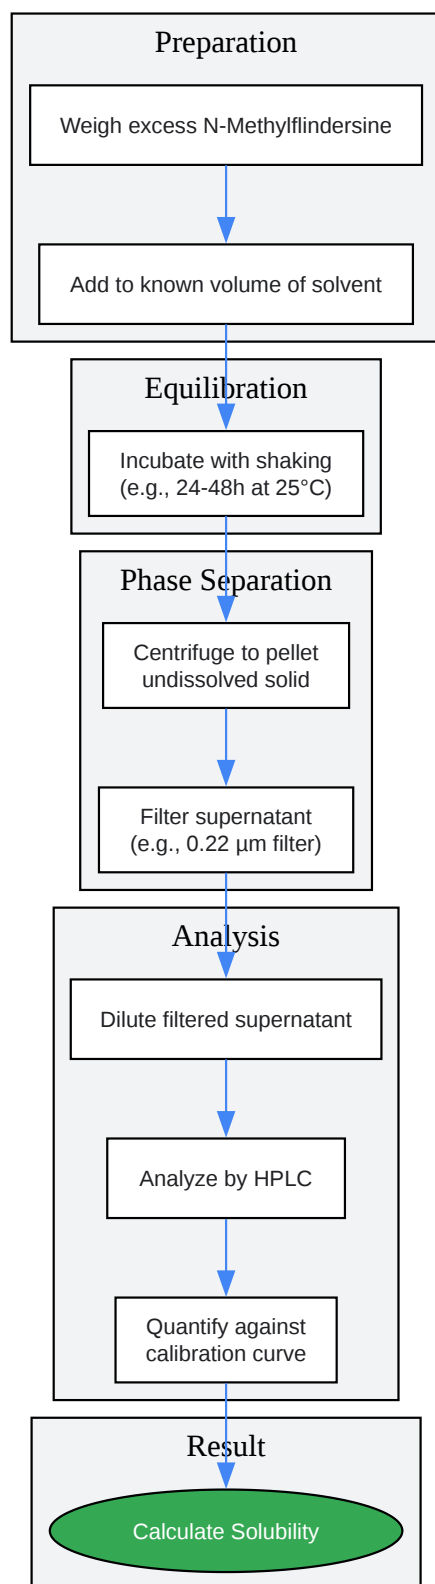 Preparation
Weigh excess N-Methylflindersine
Add to known volume of solvent
Equilibration
Incubate with shaking
(e.g., 24-48h at 25°C)
Phase Separation
Centrifuge to pellet
undissolved solid
Filter supernatant
(e.g., 0.22 µm filter)
Analysis
Dilute filtered supernatant
Analyze by HPLC
Quantify against
calibration curve
Result
Calculate Solubility